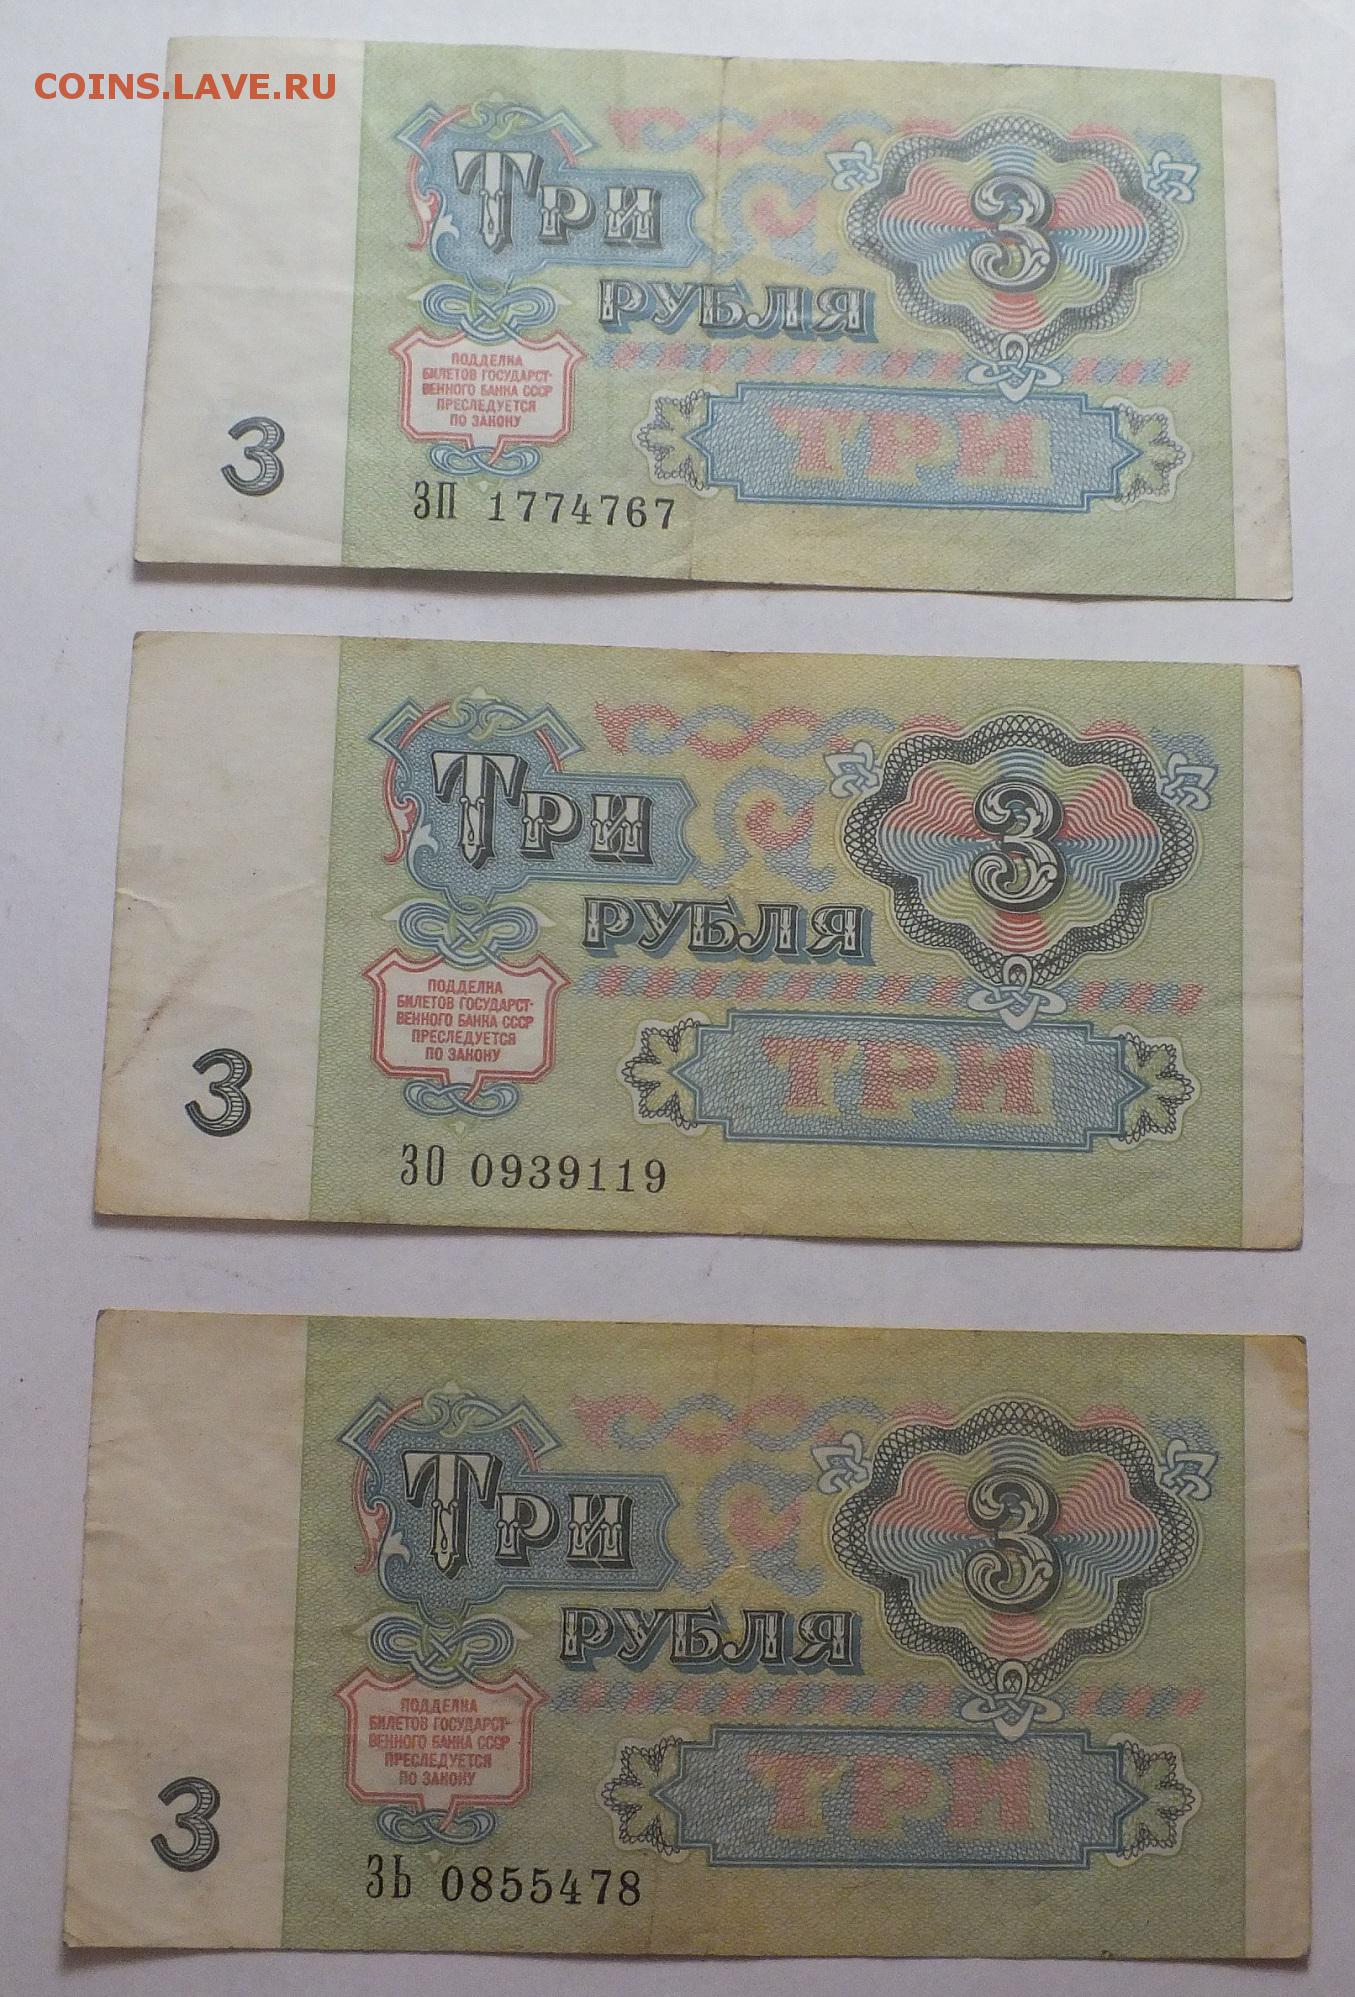 COINS.LAVE.RU
ТРИ
3
РУБЛЯ
ПОДДЕЛКА
БИЛЕТОВ ГОСУДАРСТ-
ВЕННОГО БАНКА СССР
ПРЕСЛЕДУЕТСЯ
ПО ЗАКОНУ
ТРИ
3
ЗП 1774767
ТРИ
3
РУБЛЯ
ПОДДЕЛКА
БИЛЕТОВ ГОСУДАРСТ-
ВЕННОГО БАНКА СССР
ПРЕСЛЕДУЕТСЯ
ПО ЗАКОНУ
ТРИ
3
ЗО 0939119
ТРИ
3
РУБЛЯ
ПОДДЕЛКА
БИЛЕТОВ ГОСУДАРСТ-
ВЕННОГО БАНКА СССР
ПРЕСЛЕДУЕТСЯ
ПО ЗАКОНУ
ТРИ
3
ЗЬ 0855478